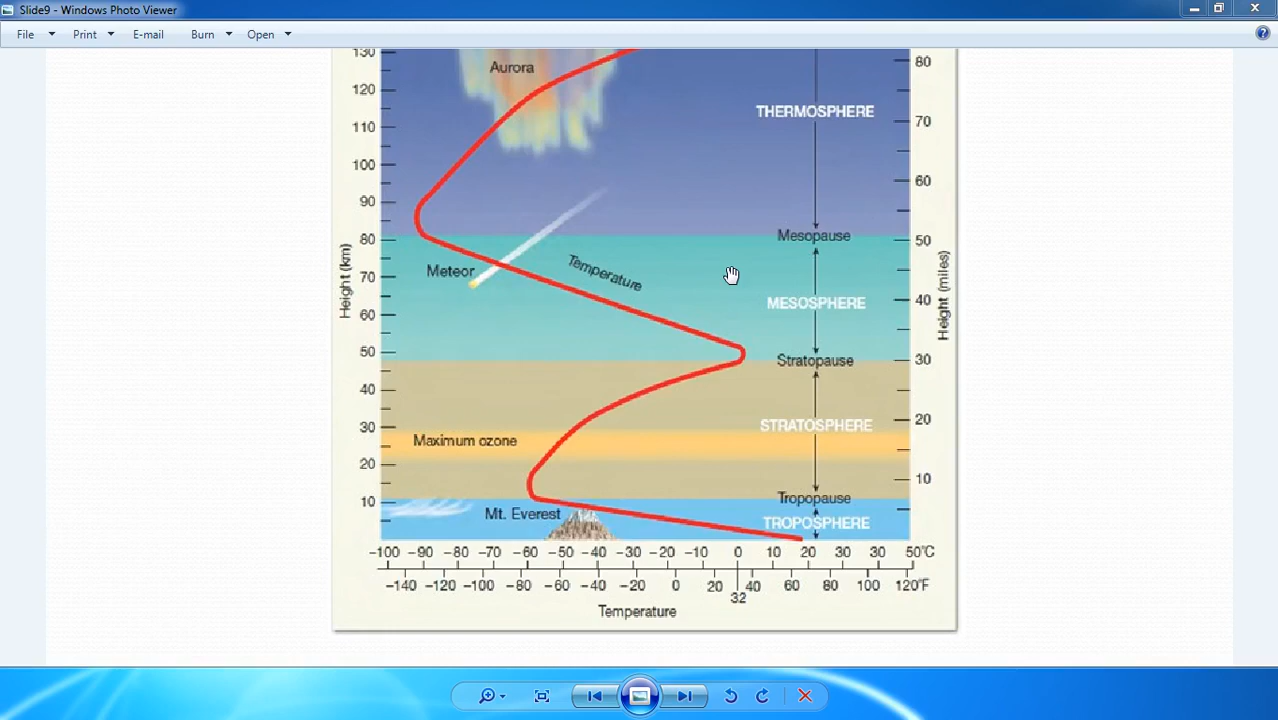 Slide9 - Windows Photo Viewer
File Print E-mail Burn Open
130
120
110
100
90
80
70
60
50
40
30
20
10
Height (km)
Aurora
Meteor
Temperature
Maximum ozone
Mt. Everest
THERMOSPHERE
Mesopause
MESOSPHERE
Stratopause
STRATOSPHERE
Tropopause
TROPOSPHERE
80
70
60
50
40
30
20
10
Height (miles)
-100 -90 -80 -70 -60 -50 -40 -20 -10 0 10 20 30 30 50°C
-140 -120 -100 -80 -60 -40 -20 0 20 40 60 80 100 120°F
32
Temperature